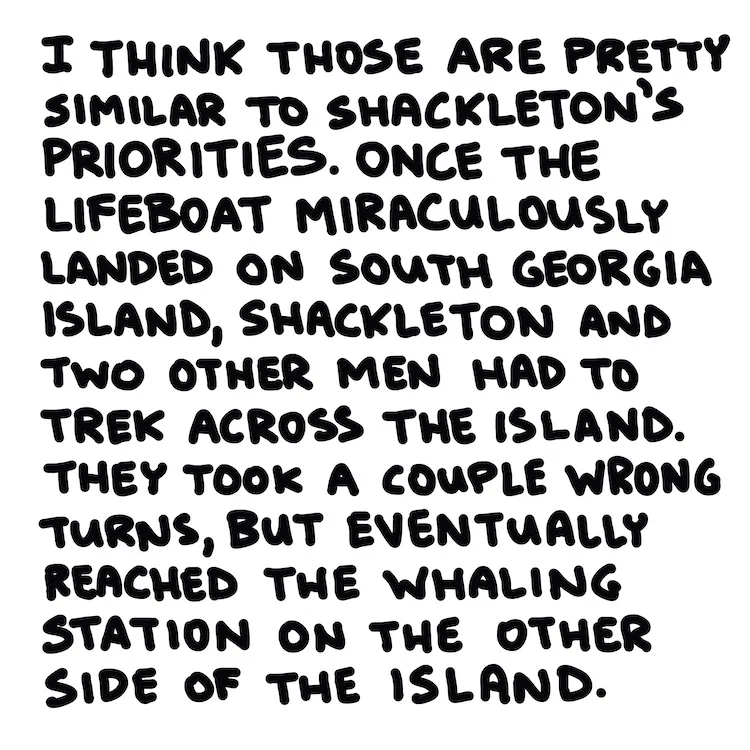 I THINK THOSE ARE PRETTY
SIMILAR TO SHACKLETON'S
PRIORITIES. ONCE THE
LIFEBOAT MIRACULOUSLY
LANDED ON SOUTH GEORGIA
ISLAND, SHACKLETON AND
TWO OTHER MEN HAD TO
TREK ACROSS THE ISLAND.
THEY TOOK A COUPLE WRONG
TURNS, BUT EVENTUALLY
REACHED THE WHALING
STATION ON THE OTHER
SIDE OF THE ISLAND.